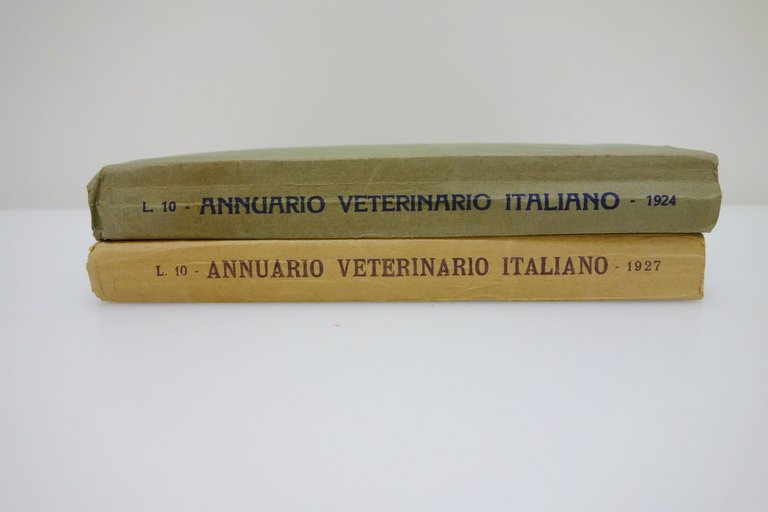 L. 10 - ANNUARIO VETERINARIO ITALIANO - 1924
L. 10 - ANNUARIO VETERINARIO ITALIANO - 1927